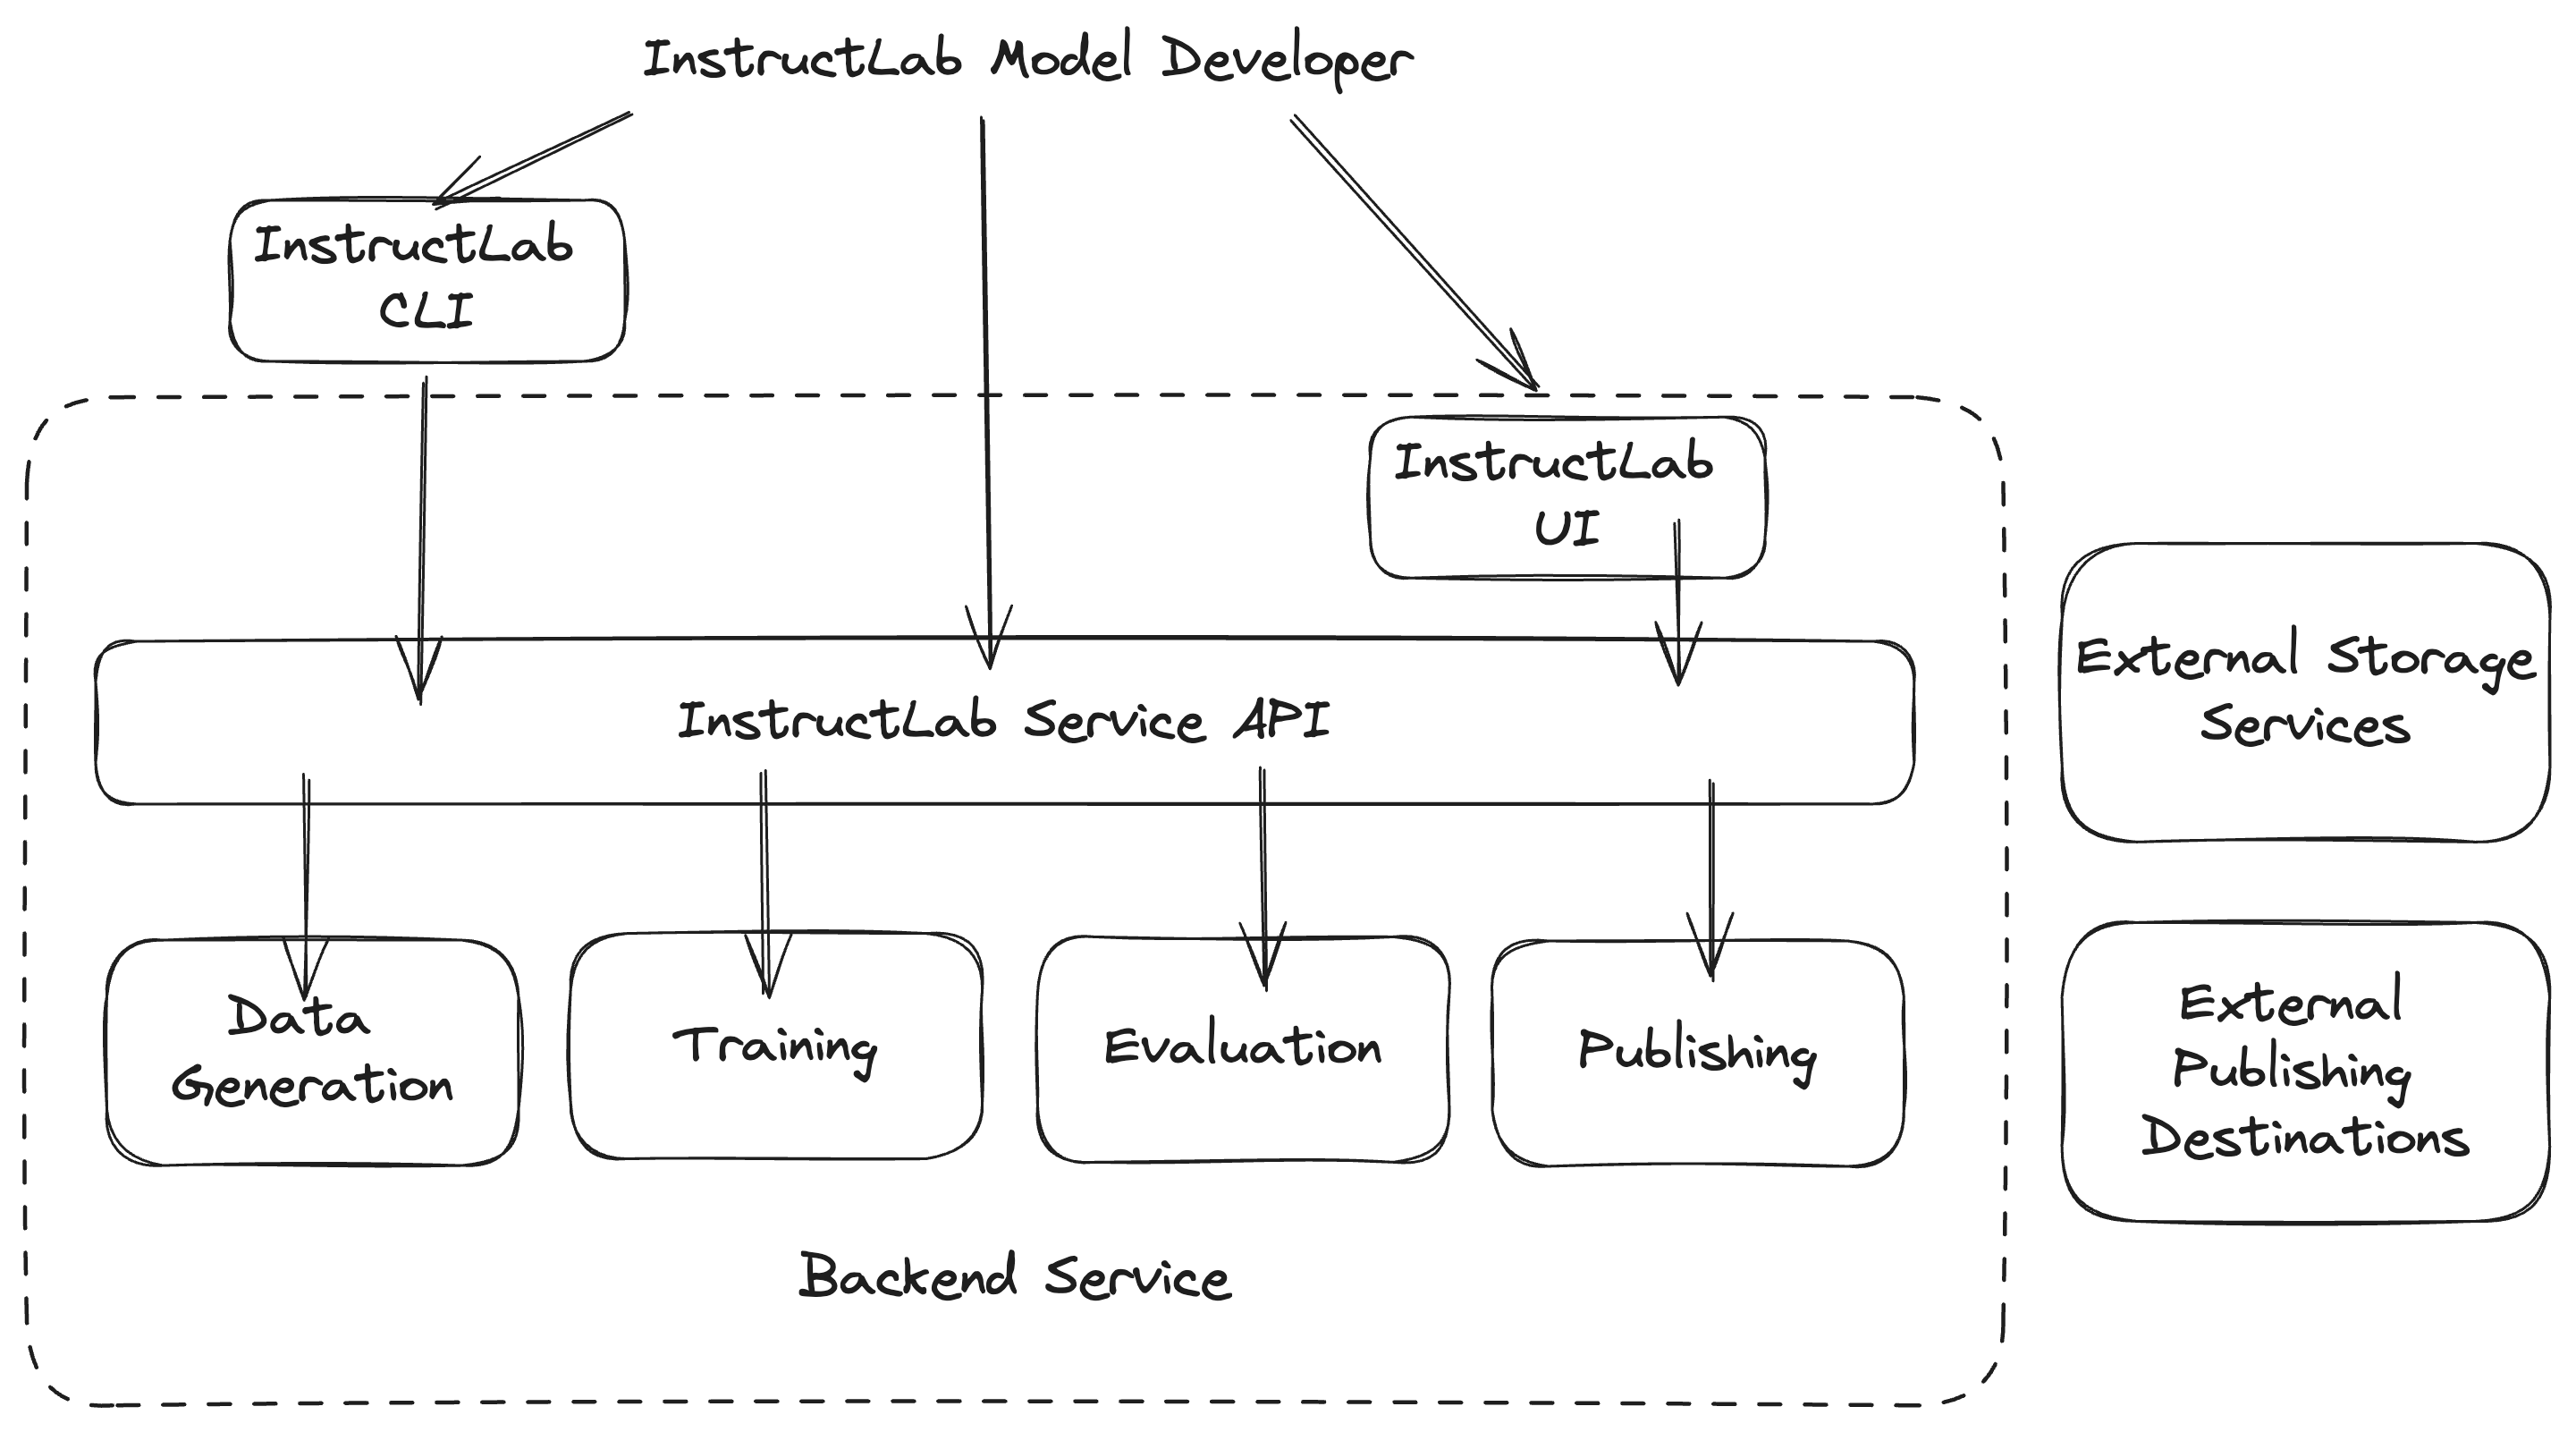 InstructLab Model Developer
InstructLab
CLI
InstructLab
UI
InstructLab Service API
External Storage
Services
Data
Generation
Training
Evaluation
Publishing
External
Publishing
Destinations
Backend Service